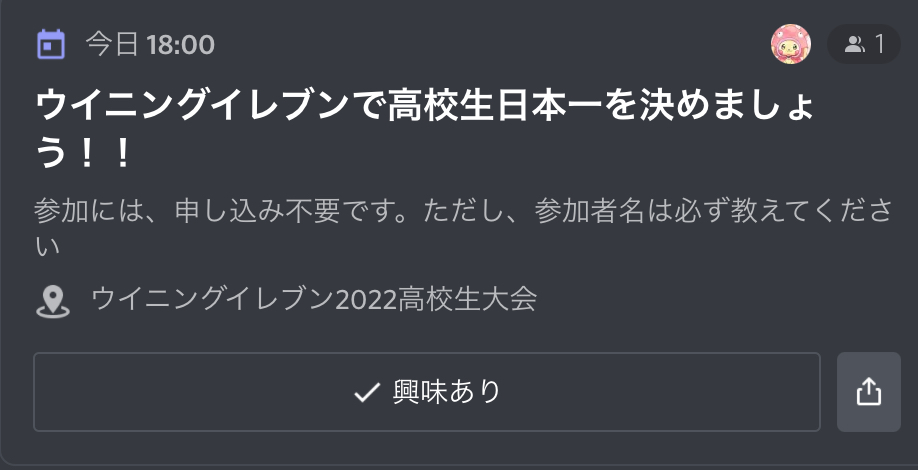 今日 18:00
1
ウイニングイレブンで高校生日本一を決めましょ
う！！
参加には、申し込み不要です。ただし、参加者名は必ず教えてくださ
い
ウイニングイレブン2022高校生大会
興味あり